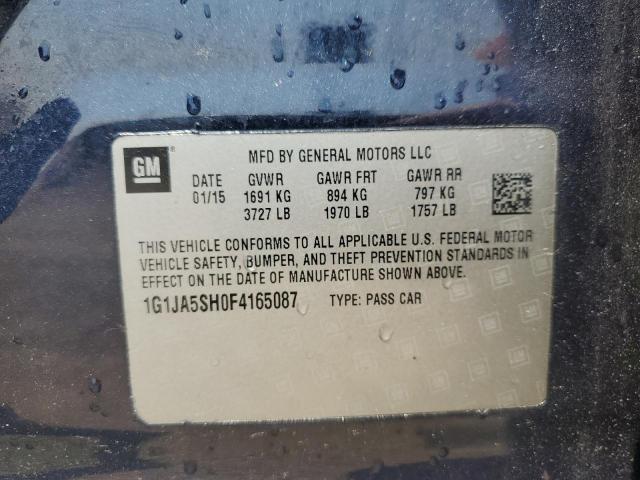 GM
MFD BY GENERAL MOTORS LLC
DATE GVWR GAWR FRT GAWR RR
01/15 1691 KG 894 KG 797 KG
3727 LB 1970 LB 1757 LB
THIS VEHICLE CONFORMS TO ALL APPLICABLE U.S. FEDERAL MOTOR
VEHICLE SAFETY, BUMPER, AND THEFT PREVENTION STANDARDS IN
EFFECT ON THE DATE OF MANUFACTURE SHOWN ABOVE.
1G1JA5SH0F4165087 TYPE: PASS CAR